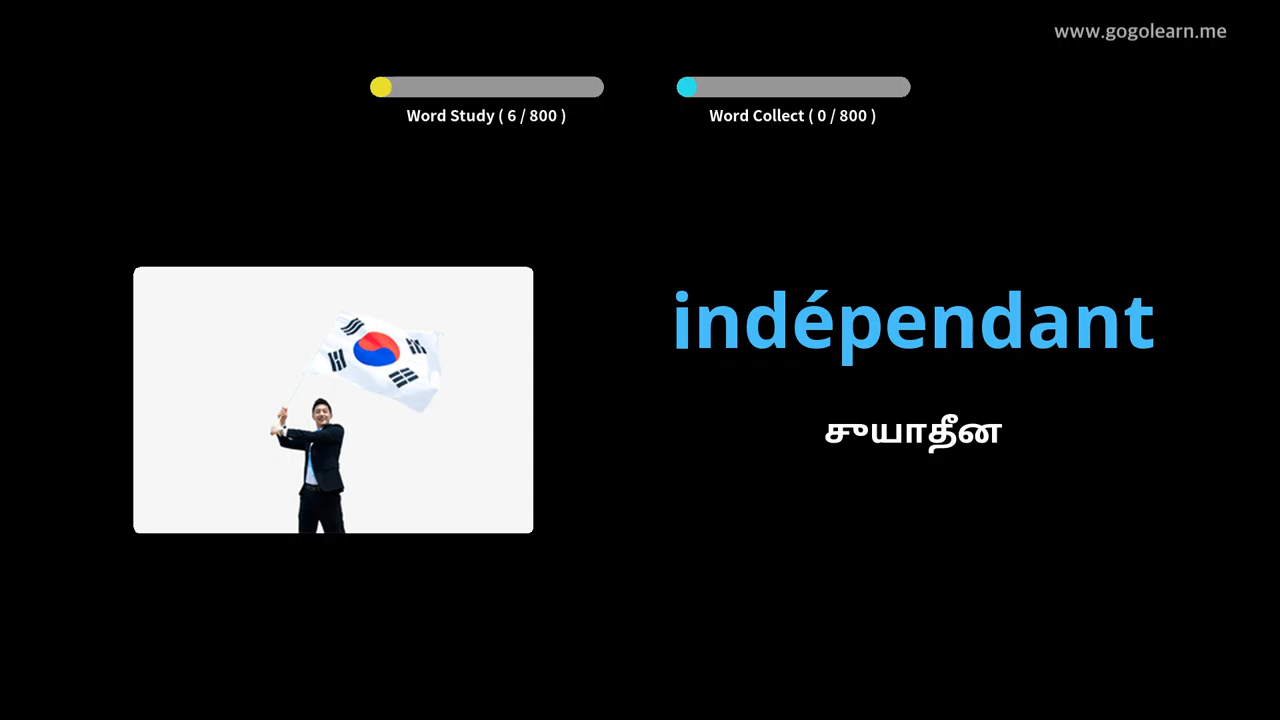 www.gogolearn.me
Word Study ( 6 / 800 )
Word Collect ( 0 / 800 )
indépendant
சுயாதீன